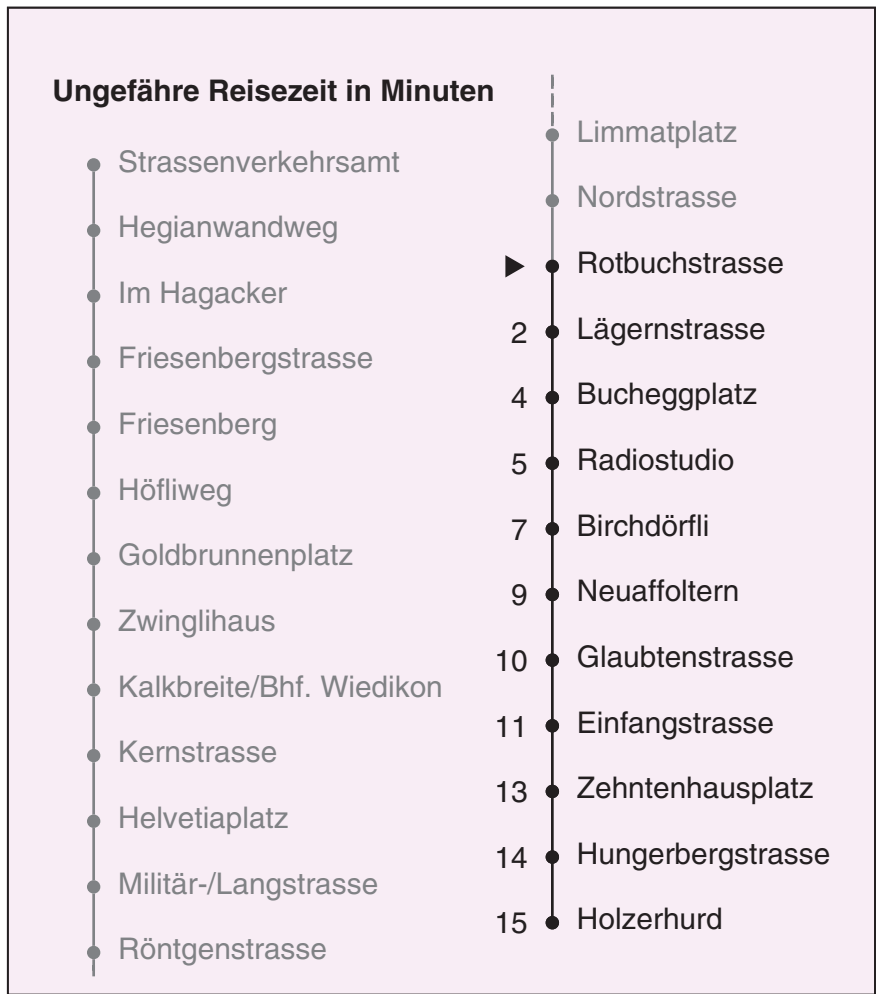 Ungefähre Reisezeit in Minuten
Strassenverkehrsamt
Hegianwandweg
Im Hagacker
Friesenbergstrasse
Friesenberg
Höfliweg
Goldbrunnenplatz
Zwinglihaus
Kalkbreite/Bhf. Wiedikon
Kernstrasse
Helvetiaplatz
Militär-/Langstrasse
Röntgenstrasse
Limmatplatz
Nordstrasse
Rotbuchstrasse
2 Lägernstrasse
4 Bucheggplatz
5 Radiostudio
7 Birchdörfli
9 Neuaffoltern
10 Glaubtenstrasse
11 Einfangstrasse
13 Zehntenhausplatz
14 Hungerbergstrasse
15 Holzerhurd